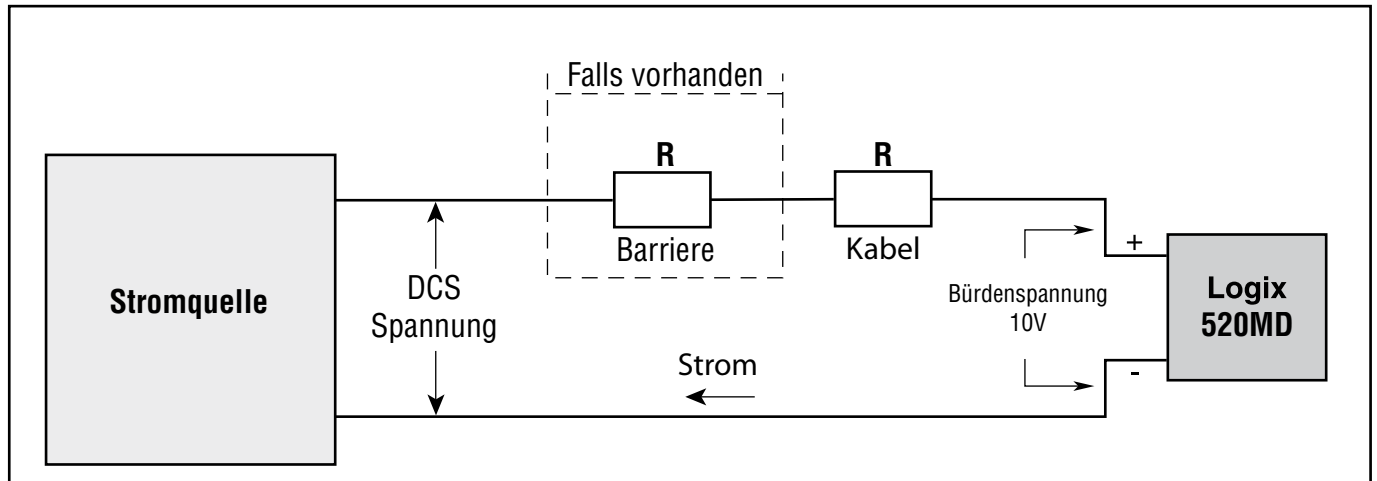 Falls vorhanden
R
R
Barriere
Kabel
+
Stromquelle
DCS
Spannung
Bürdenspannung
10V
Logix
520MD
Strom
-